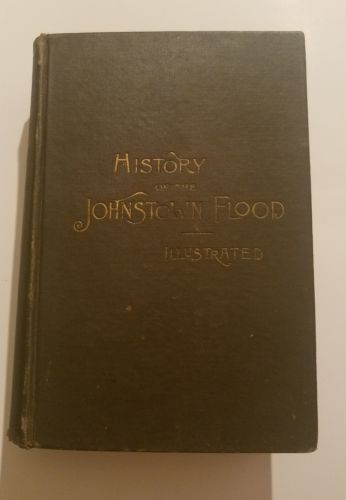 HISTORY
OF THE
JOHNSTOWN FLOOD
ILLUSTRATED